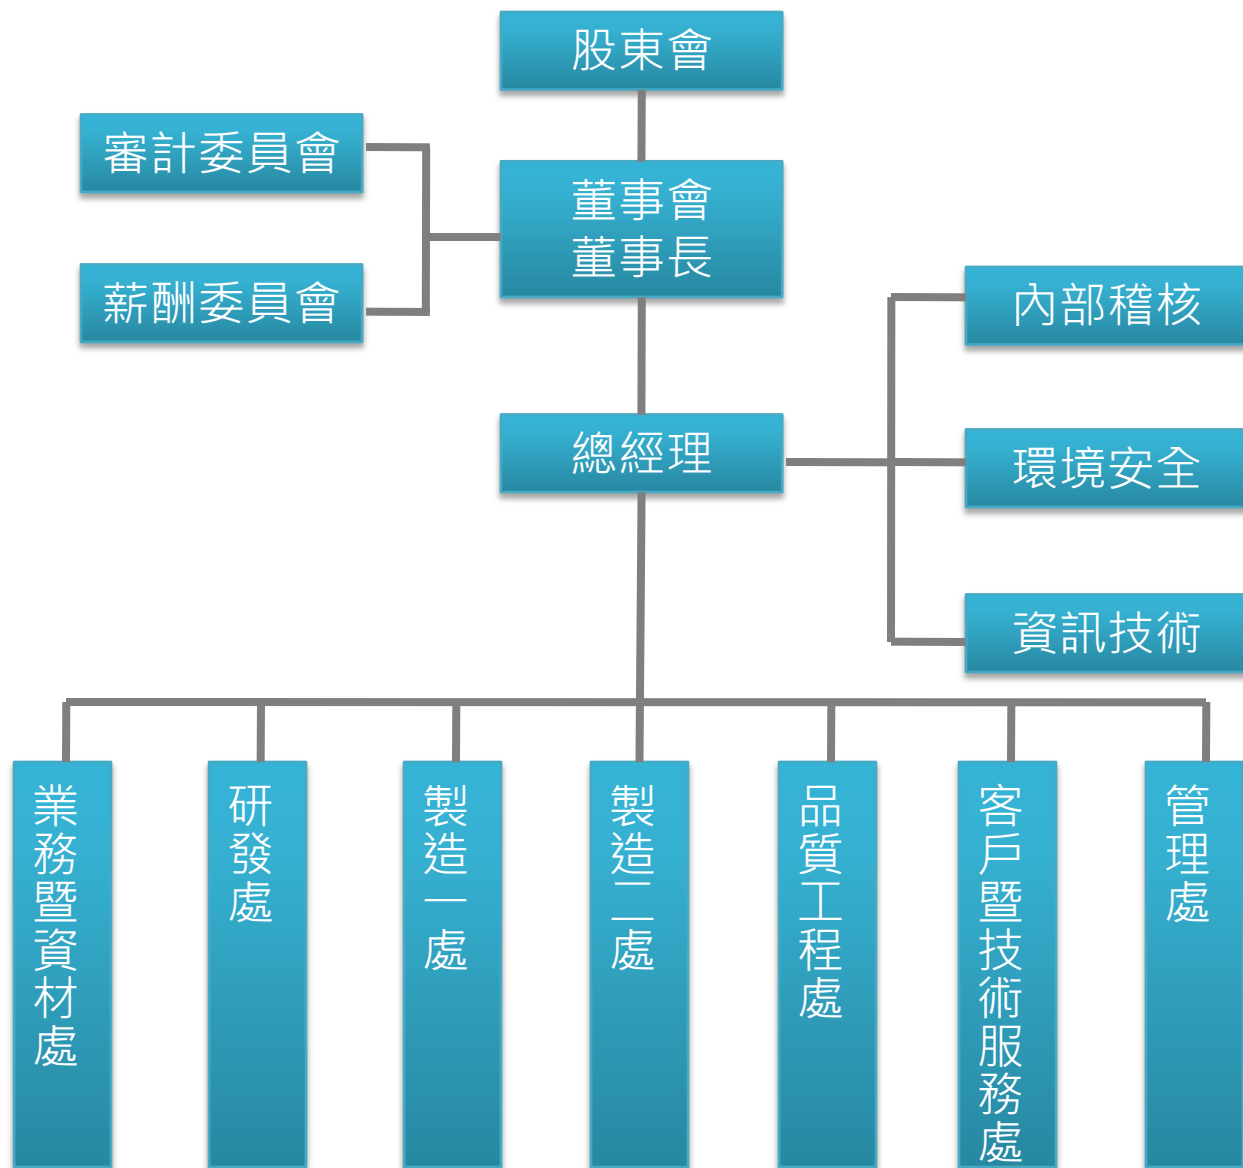 股東會
審計委員會
董事會
董事長
薪酬委員會
內部稽核
總經理
環境安全
資訊技術
業務暨資材處
研發處
製造一處
製造二處
品質工程處
客戶暨技術服務處
管理處